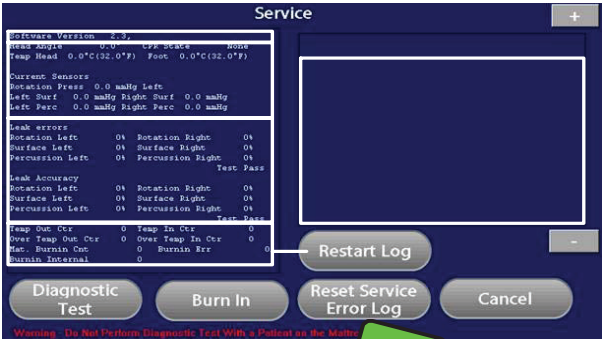 Service
+
Software Version 2.3,
Head Angle 0.0° CPR State None
Temp Head 0.0°C(32.0°F) Foot 0.0°C(32.0°F)
Current Sensors
Rotation Press 0.0 mmHg Left
Left Surf 0.0 mmHg Right Surf 0.0 mmHg
Left Perc 0.0 mmHg Right Perc 0.0 mmHg
Leak errors
Rotation Left 0% Rotation Right 0%
Surface Left 0% Surface Right 0%
Percussion Left 0% Percussion Right 0%
Test Pass
Leak Accuracy
Rotation Left 0% Rotation Right 0%
Surface Left 0% Surface Right 0%
Percussion Left 0% Percussion Right 0%
Test Pass
Temp Out Ctr 0 Temp In Ctr 0
Over Temp Out Ctr 0 Over Temp In Ctr 0
Mat. Burnin Cnt 0 Burnin Err 0
Burnin Internal 0
-
Restart Log
Diagnostic Test
Burn In
Reset Service Error Log
Cancel
Warning - Do Not Perform Diagnostic Test With a Patient on the